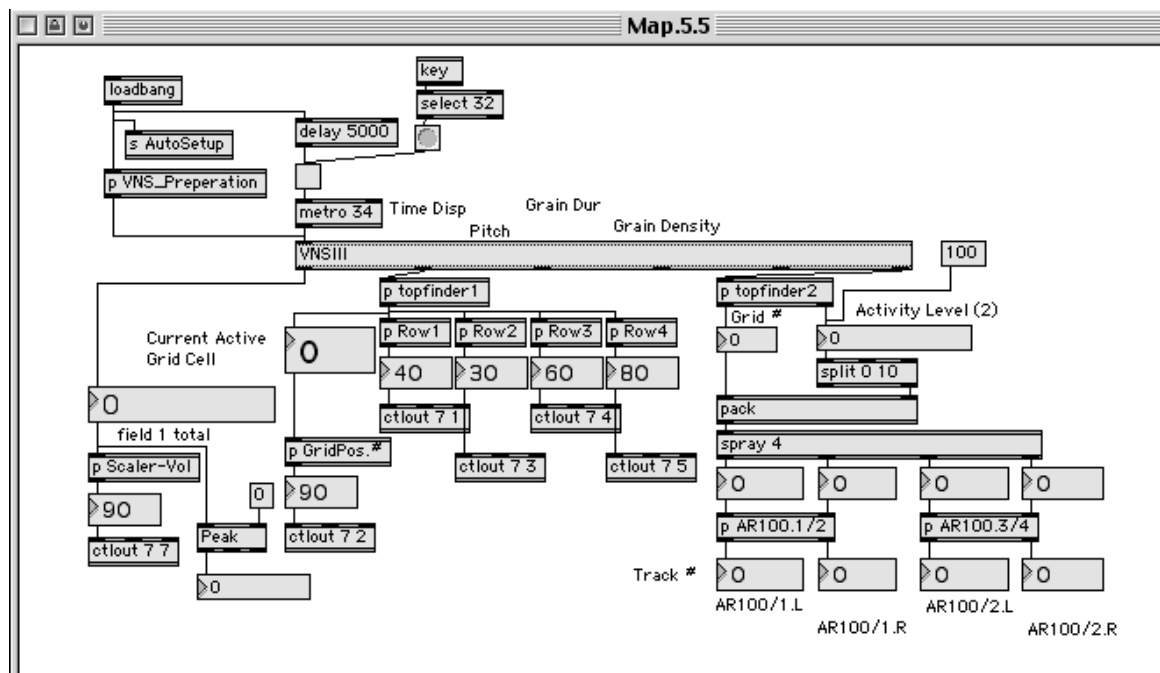 Map.5.5
key
loadbang
select 32
delay 5000
s AutoSetup
p VNS_Preperation
metro 34
Time Disp
Grain Dur
Pitch
Grain Density
VNSIII
100
p topfinder1
p topfinder2
Grid #
Activity Level (2)
Current Active
Grid Cell
0
p Row1
p Row2
p Row3
p Row4
0
0
40
30
60
80
split 0 10
0
ctlout 7 1
ctlout 7 4
pack
field 1 total
p GridPos.#
ctlout 7 3
ctlout 7 5
spray 4
p Scaler-Vol
90
0
0
0
0
0
90
Peak
ctlout 7 2
p AR100.1/2
p AR100.3/4
ctlout 7 7
0
Track #
0
0
0
0
AR100/1.L
AR100/1.R
AR100/2.L
AR100/2.R